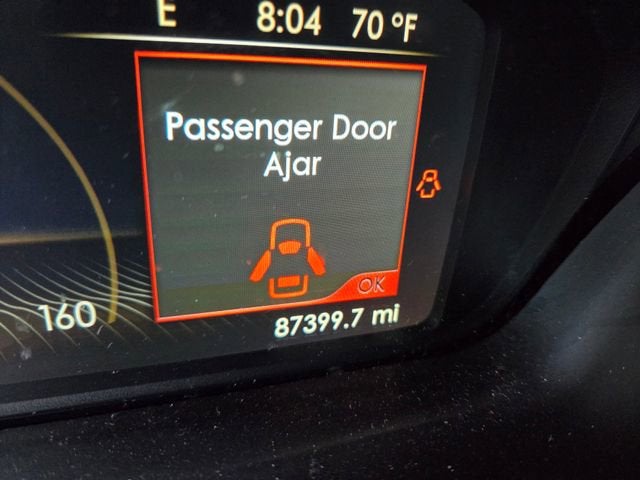 E 8:04 70 °F
Passenger Door
Ajar
OK
160
87399.7 mi